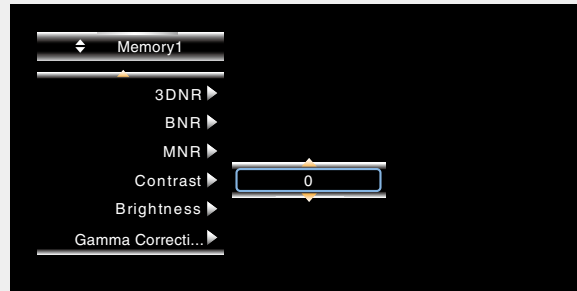 Memory1
3DNR
BNR
MNR
Contrast 0
Brightness
Gamma Correcti...